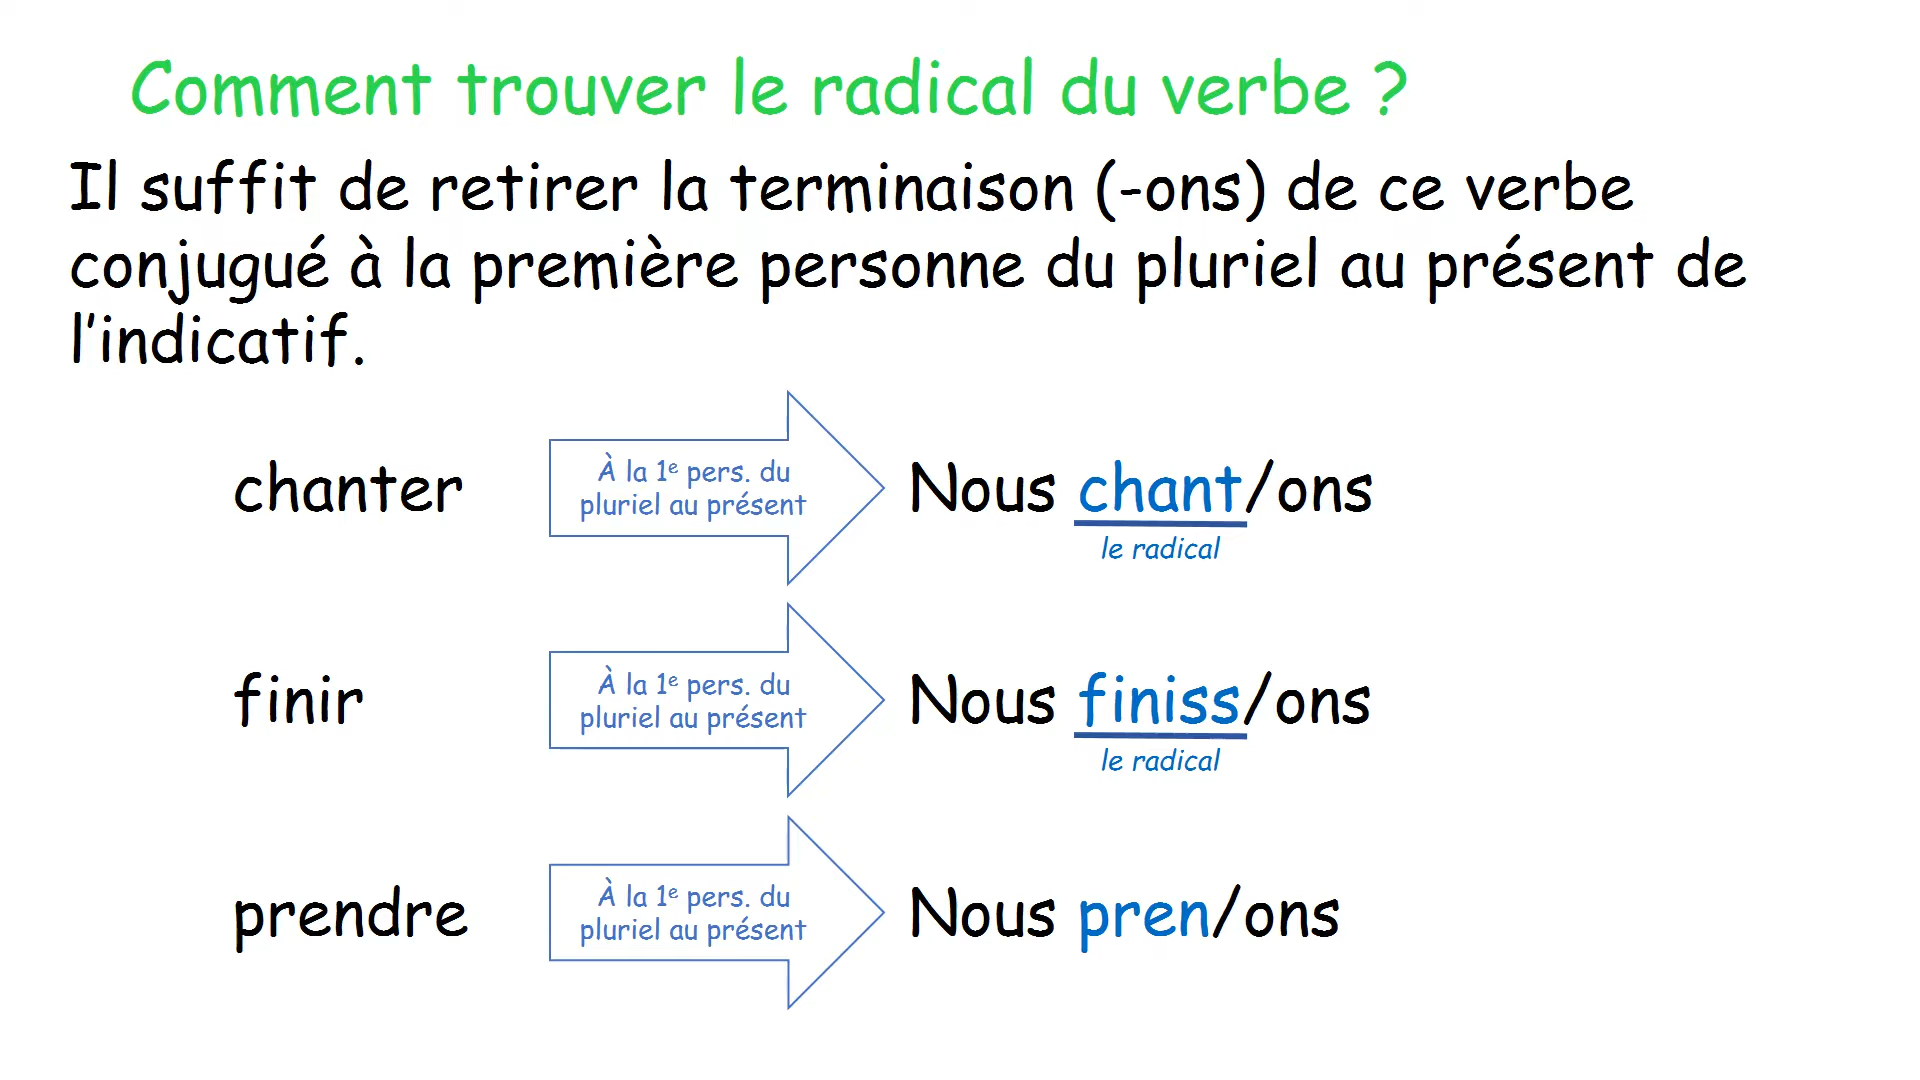 Comment trouver le radical du verbe ?
Il suffit de retirer la terminaison (-ons) de ce verbe
conjugué à la première personne du pluriel au présent de
l’indicatif.
chanter
À la 1e pers. du
pluriel au présent
Nous chant/ons
le radical
finir
À la 1e pers. du
pluriel au présent
Nous finiss/ons
le radical
prendre
À la 1e pers. du
pluriel au présent
Nous pren/ons